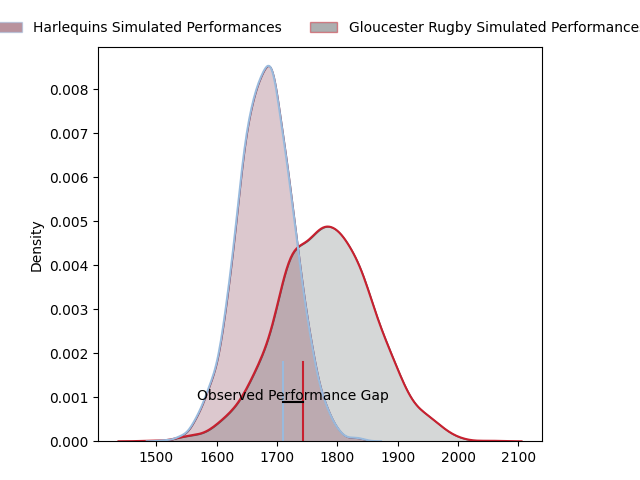 Harlequins Simulated Performances
Gloucester Rugby Simulated Performance
Density
0.008
0.007
0.006
0.005
0.004
0.003
0.002
0.001
0.000
Observed Performance Gap
1500 1600 1700 1800 1900 2000 2100